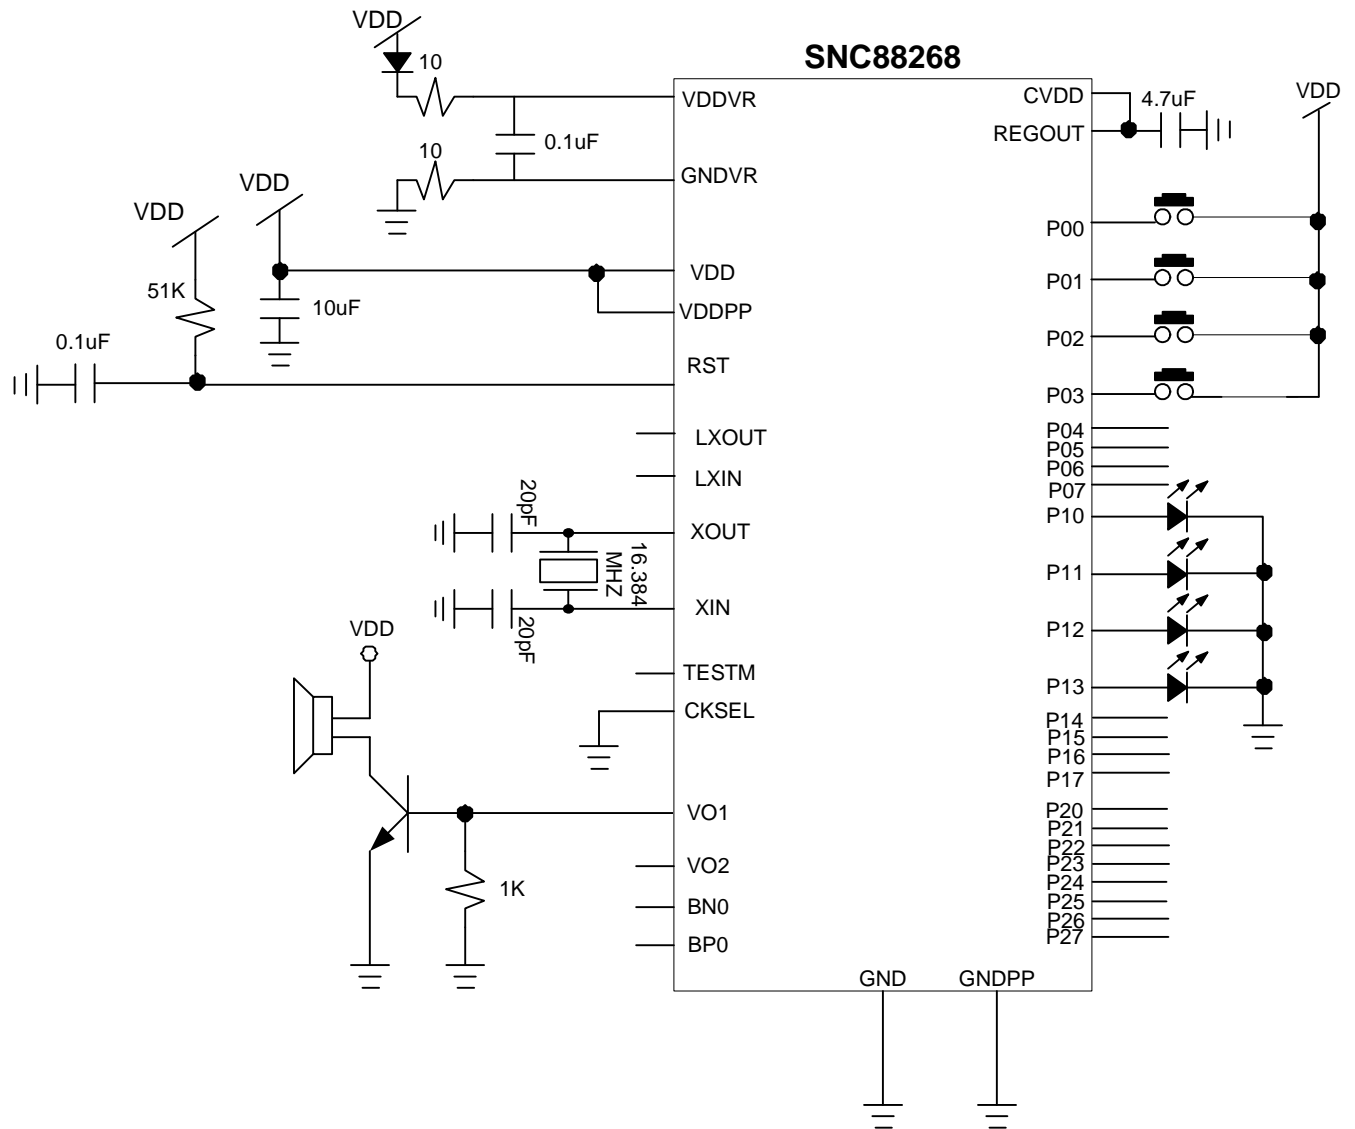 VDD
SNC88268
10
VDDVR
CVDD
4.7uF
VDD
REGOUT
0.1uF
10
GNDVR
VDD
VDD
P00
VDD
P01
51K
10uF
VDDPP
P02
0.1uF
RST
P03
LXOUT
P04
P05
P06
LXIN
P07
20pF
P10
XOUT
16.384
MHZ
P11
XIN
20pF
P12
VDD
TESTM
P13
CKSEL
P14
P15
P16
P17
VO1
P20
P21
P22
VO2
P23
1K
P24
BN0
P25
P26
BP0
P27
GND
GNDPP